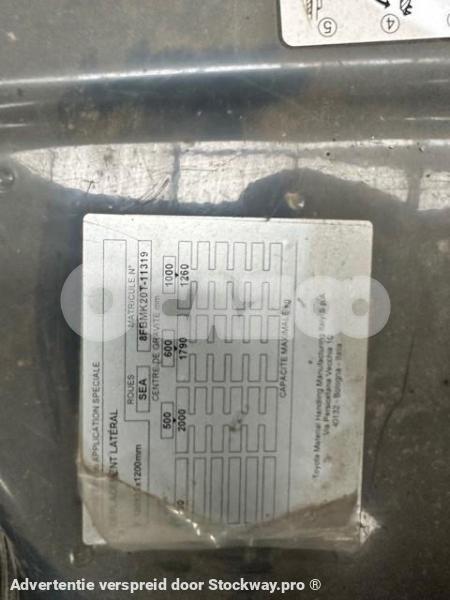 ⑤ ④
APPLICATION SPECIALE
LATÉRAL
x1200mm
ROUES
SEA
MATRICULE N°
8FBMK20T-11319
CENTRE DE GRAVITE mm
500 600 1000
2000 1790 1260
CAPACITE MAXIMALE kg
Toyota Material Handling Manufacturing Italy S.p.A
Via Persicetana Vecchia 10
40132 - Bologna - Italia
Advertentie verspreid door Stockway.pro ®